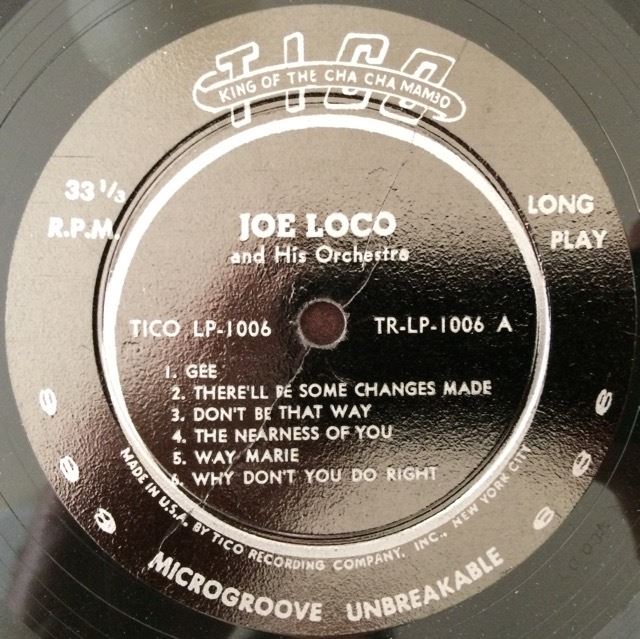 TICO
KING OF THE CHA CHA MAMBO
33 1/3
R.P.M.
LONG
PLAY
JOE LOCO
and His Orchestra
TICO LP-1006
TR-LP-1006 A
1. GEE
2. THERE'LL BE SOME CHANGES MADE
3. DON'T BE THAT WAY
4. THE NEARNESS OF YOU
5. WAY MARIE
6. WHY DON'T YOU DO RIGHT
MADE IN U.S.A. BY TICO RECORDING COMPANY, INC., NEW YORK CITY
MICROGROOVE UNBREAKABLE